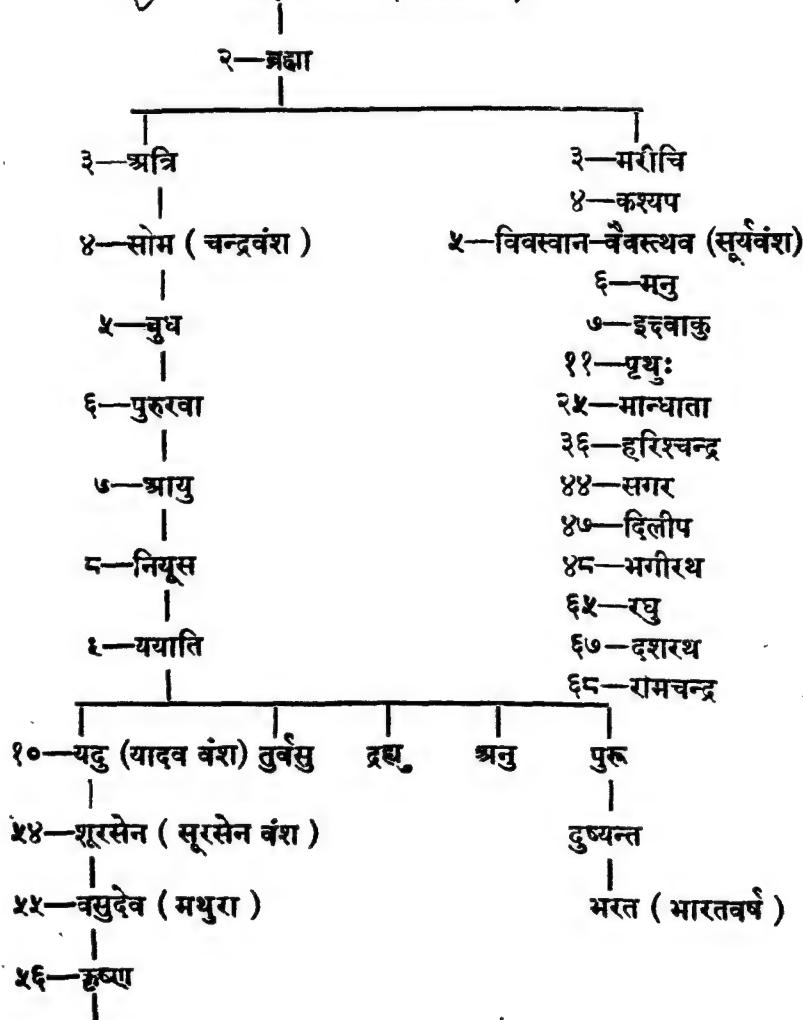 २—ब्रह्मा
३—अत्रि
४—सोम ( चन्द्रवंश )
५—बुध
६—पुरुरवा
७—आयु
८—नियूस
९—ययाति
३—मरीचि
४—कश्यप
५—विवस्वान-वैवस्त्थव (सूर्यवंश)
६—मनु
७—इक्ष्वाकु
११—पृथुः
२५—मान्धाता
३६—हरिश्चन्द्र
४४—सगर
४७—दिलीप
४८—भगीरथ
६५—रघु
६७—दशरथ
६८—रामचन्द्र
१०—यदु (यादव वंश) तुर्वसु द्रह्यु अनु पुरू
५४—शूरसेन ( सूरसेन वंश )
५५—वसुदेव ( मथुरा )
५६—कृष्ण
दुष्यन्त
भरत ( भारतवर्ष )